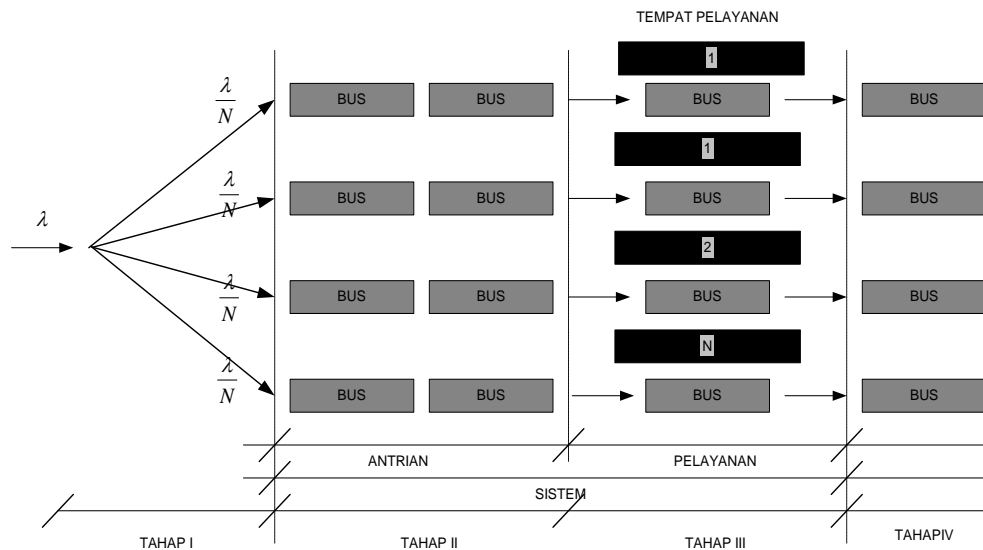 TEMPAT PELAYANAN
1
λ
N
BUS BUS BUS BUS
1
λ
N
BUS BUS BUS BUS
λ
2
λ
N
BUS BUS BUS BUS
N
λ
N
BUS BUS BUS BUS
ANTRIAN PELAYANAN
SISTEM
TAHAP I TAHAP II TAHAP III TAHAPIV